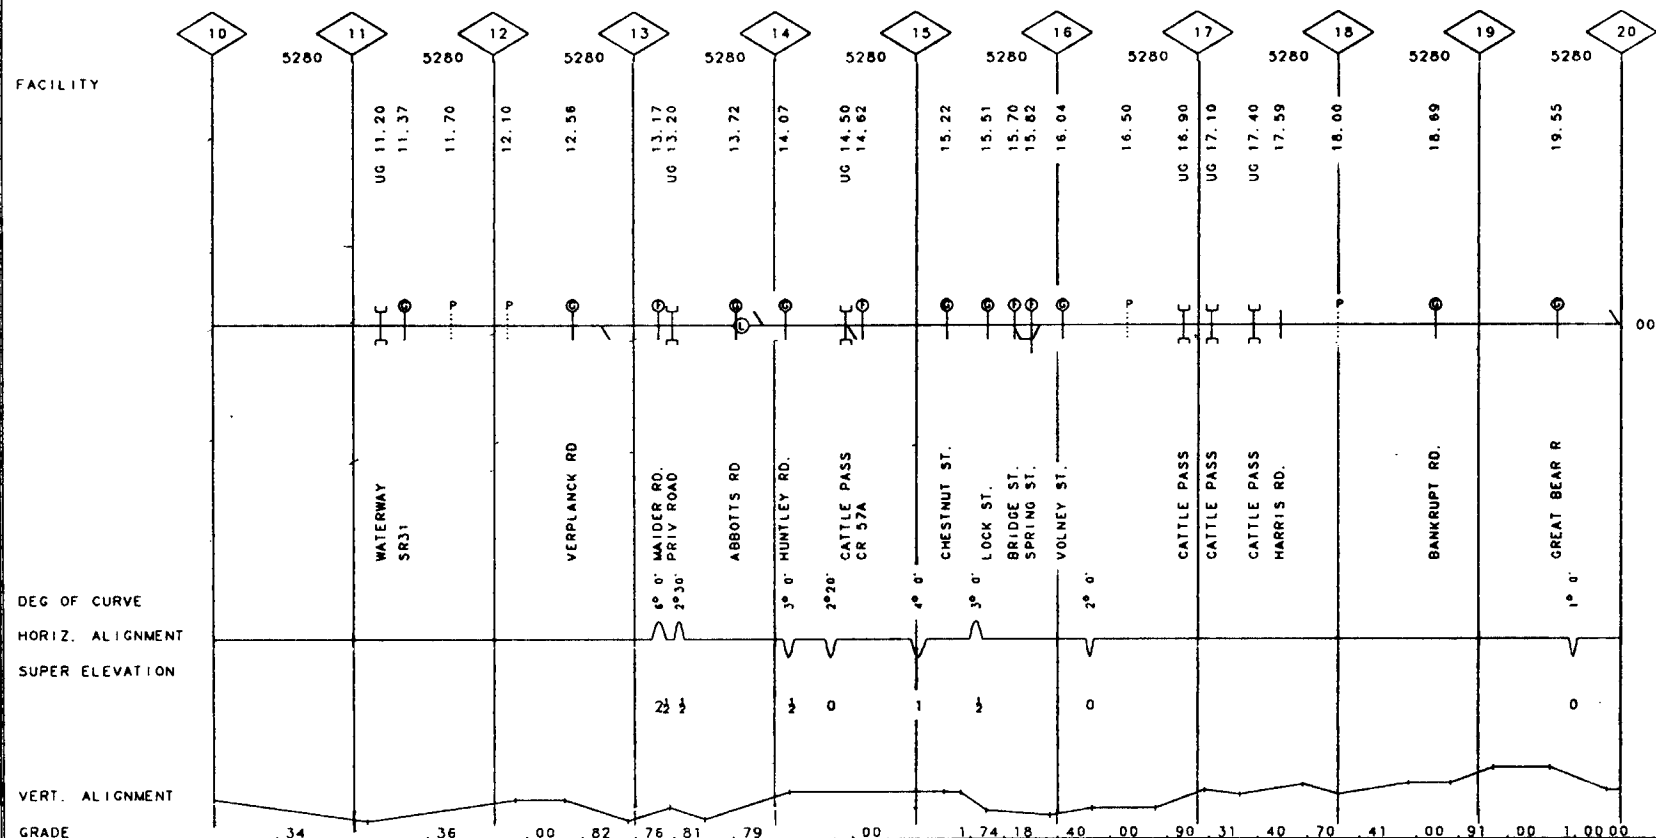 10 11 12 13 14 15 16 17 18 19 20
5280 5280 5280 5280 5280 5280 5280 5280 5280 5280
FACILITY
UG 11.20
11.37
11.70
12.10
12.56
13.17
UG 13.20
13.72
14.07
UG 14.50
14.62
15.22
15.51
15.70
15.82
16.04
16.50
UG 16.90
UG 17.10
UG 17.40
17.59
18.00
18.69
19.55
G P P G F G L G F G G F F G P P G G
00
WATERWAY
SR31
VERPLANCK RD
MAIDER RD.
PRIV ROAD
ABBOTTS RD
HUNTLEY RD.
CATTLE PASS
CR 57A
CHESTNUT ST.
LOCK ST.
BRIDGE ST.
SPRING ST.
VOLNEY ST.
CATTLE PASS
CATTLE PASS
CATTLE PASS
HARRIS RD.
BANKRUPT RD.
GREAT BEAR R
DEG OF CURVE 6° 0' 2°30' 3° 0' 2°20' 4° 0' 3° 0' 2° 0' 1° 0'
HORIZ. ALIGNMENT
SUPER ELEVATION
2½ ½ ½ 0 1 ½ 0 0
VERT. ALIGNMENT
GRADE .34 .36 .00 .82 .76 .81 .79 .00 1.74 .18 .40 .00 .90 .31 .40 .70 .41 .00 .91 .00 1.00 00